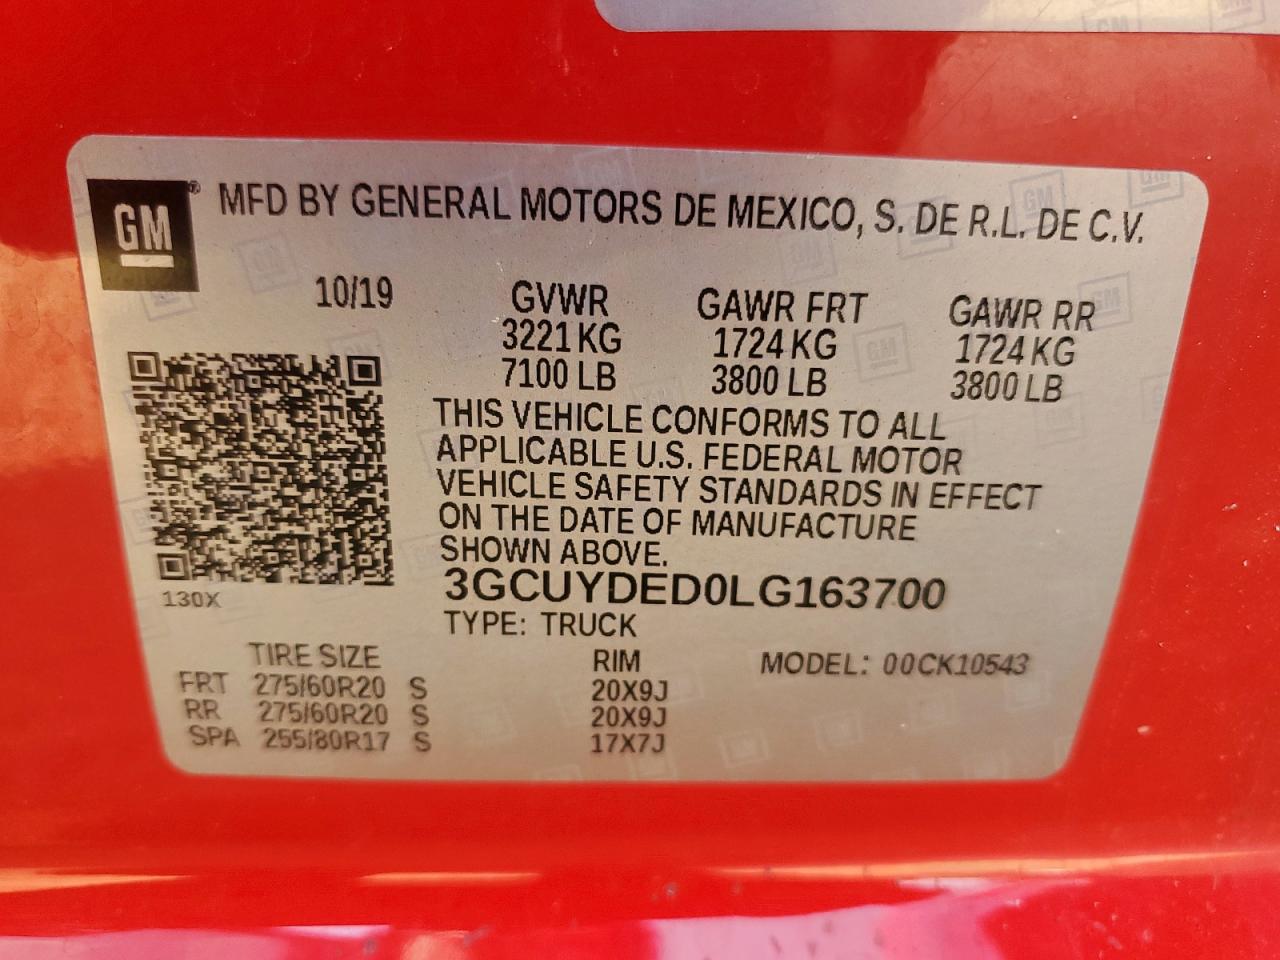 GM® MFD BY GENERAL MOTORS DE MEXICO, S. DE R.L. DE C.V.
10/19 GVWR GAWR FRT GAWR RR
3221 KG 1724 KG 1724 KG
7100 LB 3800 LB 3800 LB
THIS VEHICLE CONFORMS TO ALL
APPLICABLE U.S. FEDERAL MOTOR
VEHICLE SAFETY STANDARDS IN EFFECT
ON THE DATE OF MANUFACTURE
SHOWN ABOVE.
3GCUYDED0LG163700
130X
TYPE: TRUCK
TIRE SIZE RIM MODEL: 00CK10543
FRT 275/60R20 S 20X9J
RR 275/60R20 S 20X9J
SPA 255/80R17 S 17X7J